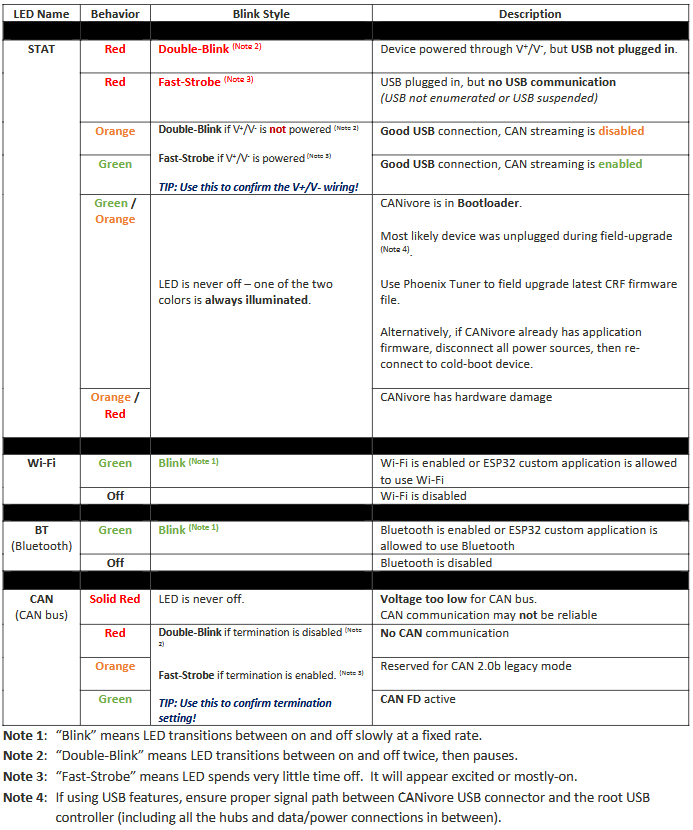 LED Name Behavior Blink Style Description
STAT Red Double-Blink (Note 2) Device powered through V+/V-, but USB not plugged in.
Red Fast-Strobe (Note 3) USB plugged in, but no USB communication
(USB not enumerated or USB suspended)
Orange Double-Blink if V+/V- is not powered (Note 2) Good USB connection, CAN streaming is disabled
Green Fast-Strobe if V+/V- is powered (Note 3) Good USB connection, CAN streaming is enabled
TIP: Use this to confirm the V+/V- wiring!
Green /
Orange
LED is never off – one of the two
colors is always illuminated.
CANivore is in Bootloader.
Most likely device was unplugged during field-upgrade
(Note 4).
Use Phoenix Tuner to field upgrade latest CRF firmware
file.
Alternatively, if CANivore already has application
firmware, disconnect all power sources, then re-
connect to cold-boot device.
Orange /
Red
CANivore has hardware damage
Wi-Fi Green Blink (Note 1) Wi-Fi is enabled or ESP32 custom application is allowed
to use Wi-Fi
Off Wi-Fi is disabled
BT
(Bluetooth)
Green Blink (Note 1) Bluetooth is enabled or ESP32 custom application is
allowed to use Bluetooth
Off Bluetooth is disabled
CAN
(CAN bus)
Solid Red LED is never off. Voltage too low for CAN bus.
CAN communication may not be reliable
Red Double-Blink if termination is disabled (Note
2)
No CAN communication
Orange Fast-Strobe if termination is enabled. (Note 3) Reserved for CAN 2.0b legacy mode
Green TIP: Use this to confirm termination
setting!
CAN FD active
Note 1: “Blink” means LED transitions between on and off slowly at a fixed rate.
Note 2: “Double-Blink” means LED transitions between on and off twice, then pauses.
Note 3: “Fast-Strobe” means LED spends very little time off. It will appear excited or mostly-on.
Note 4: If using USB features, ensure proper signal path between CANivore USB connector and the root USB
controller (including all the hubs and data/power connections in between).